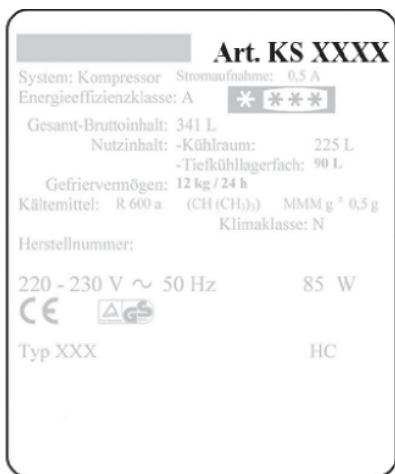 Art. KS XXXX
System: Kompressor Stromaufnahme: 0,5 A
Energieeffizienzklasse: A
Gesamt-Bruttoinhalt: 341 L
Nutzinhalt: -Kühlraum: 225 L
-Tiefkühllagerfach: 90 L
Gefriervermögen: 12 kg / 24 h
Kältemittel: R 600 a (CH (CH₃)₃) MMM g ± 0,5 g
Klimaklasse: N
Herstellnummer:
220 - 230 V ~ 50 Hz 85 W
CE GS
Typ XXX HC